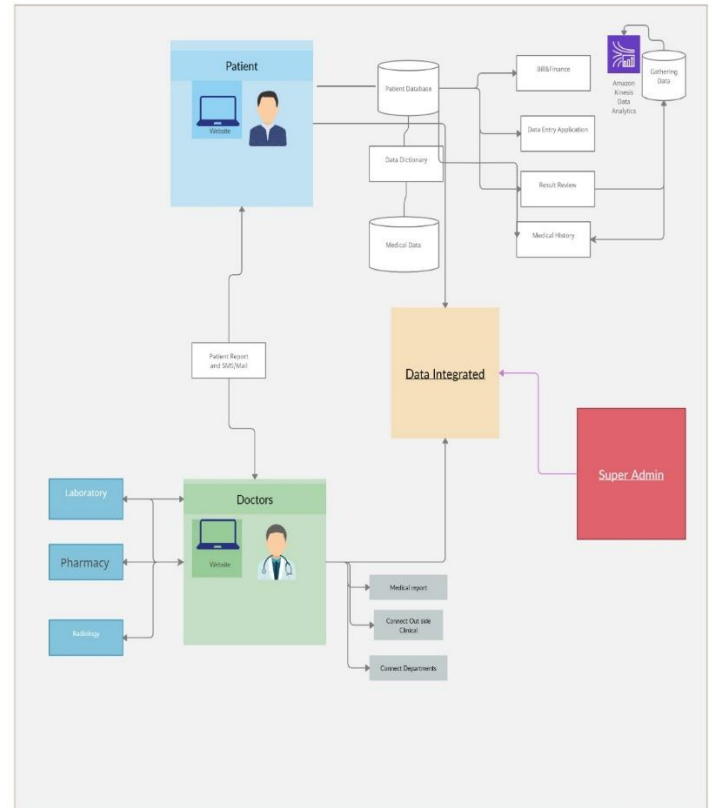 Patient
Website
Patient Database
Bill&Finance
Amazon
Kinesis
Data
Analytics
Gathering
Data
Data Entry Application
Data Dictionary
Result Review
Medical History
Medical Data
Patient Report
and SMS/Mail
Data Integrated
Super Admin
Laboratory
Pharmacy
Radiology
Doctors
Website
Medical report
Connect Out side
Clinical
Connect Departments